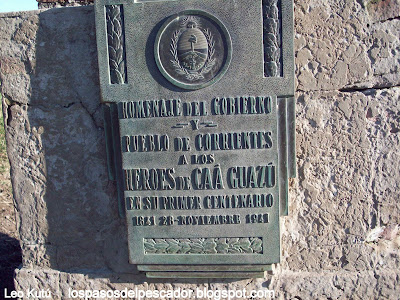 HOMENAJE DEL GOBIERNO
Y
PUEBLO DE CORRIENTES
A LOS
HEROES DE CAÁ GUAZÚ
EN SU PRIMER CENTENARIO
1841 28-NOVIEMBRE 1941
Leo Kutú lospasosdelpescador.blogspot.com